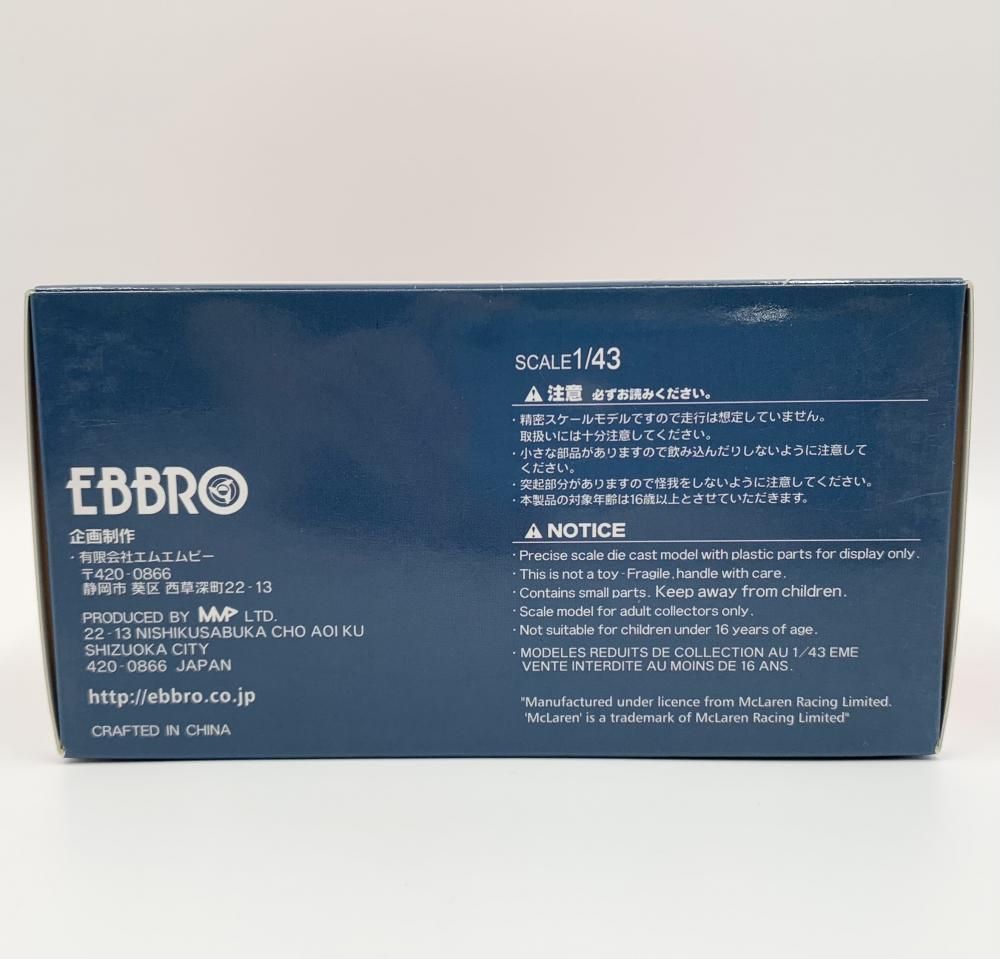 EBBRO
企画制作
・有限会社エムエムピー
〒420-0866
静岡市 葵区 西草深町22-13
PRODUCED BY MMP LTD.
22-13 NISHIKUSABUKA CHO AOI KU
SHIZUOKA CITY
420-0866 JAPAN
http://ebbro.co.jp
CRAFTED IN CHINA
SCALE1/43
注意 必ずお読みください。
・精密スケールモデルですので走行は想定していません。
取扱いには十分注意してください。
・小さな部品がありますので飲み込んだりしないように注意して
ください。
・突起部分がありますので怪我をしないように注意してください。
・本製品の対象年齢は16歳以上とさせていただきます。
NOTICE
・Precise scale die cast model with plastic parts for display only.
・This is not a toy - Fragile, handle with care.
・Contains small parts. Keep away from children.
・Scale model for adult collectors only.
・Not suitable for children under 16 years of age.
・MODELES REDUITS DE COLLECTION AU 1/43 EME
VENTE INTERDITE AU MOINS DE 16 ANS.
"Manufactured under licence from McLaren Racing Limited.
'McLaren' is a trademark of McLaren Racing Limited"